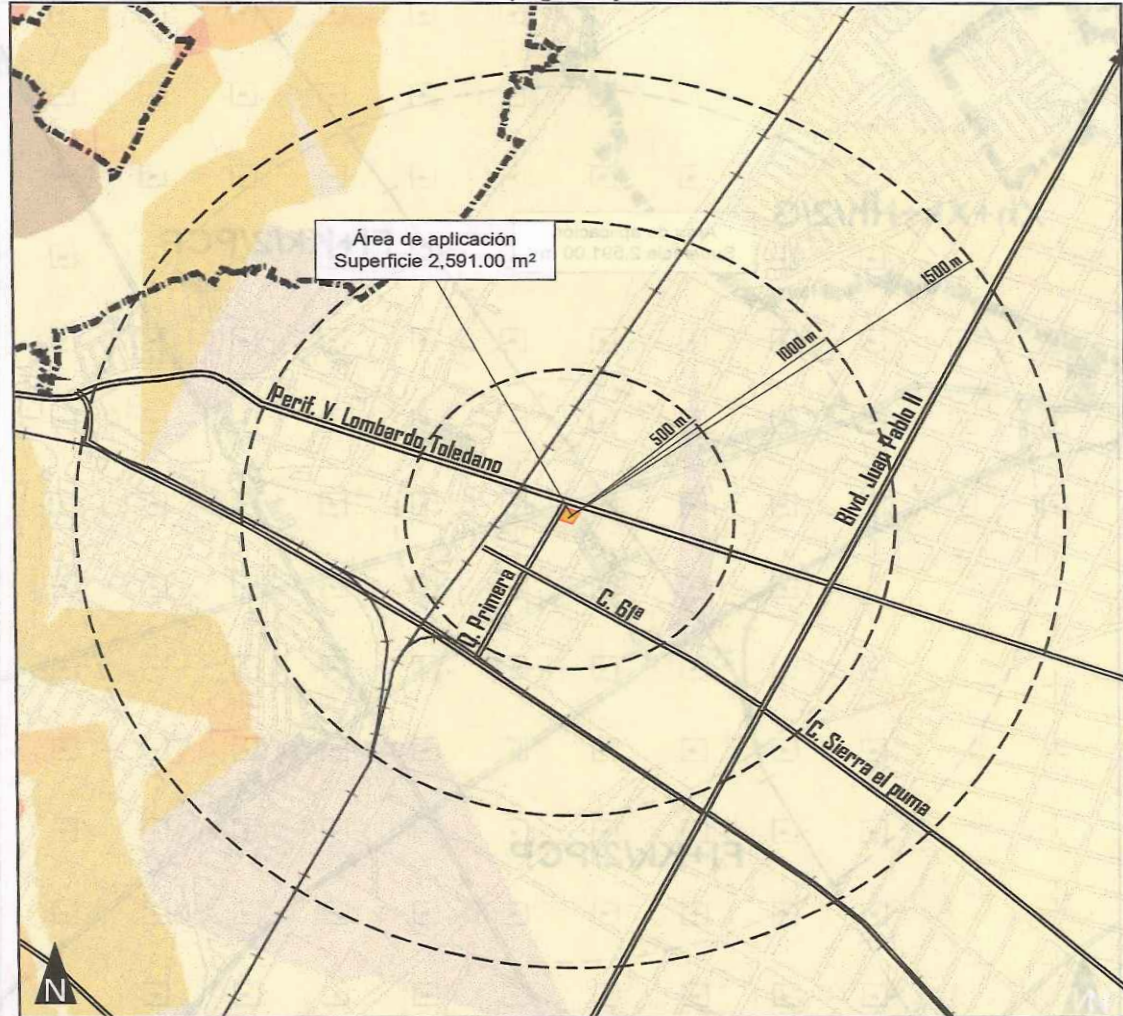 Área de aplicación
Superficie 2,591.00 m²
1500 m
1000 m
500 m
Perif. V. Lombardo Toledano
Blvd. Juan Pablo II
Q. Primera
C. 61ª
C. Sierra el puma
N